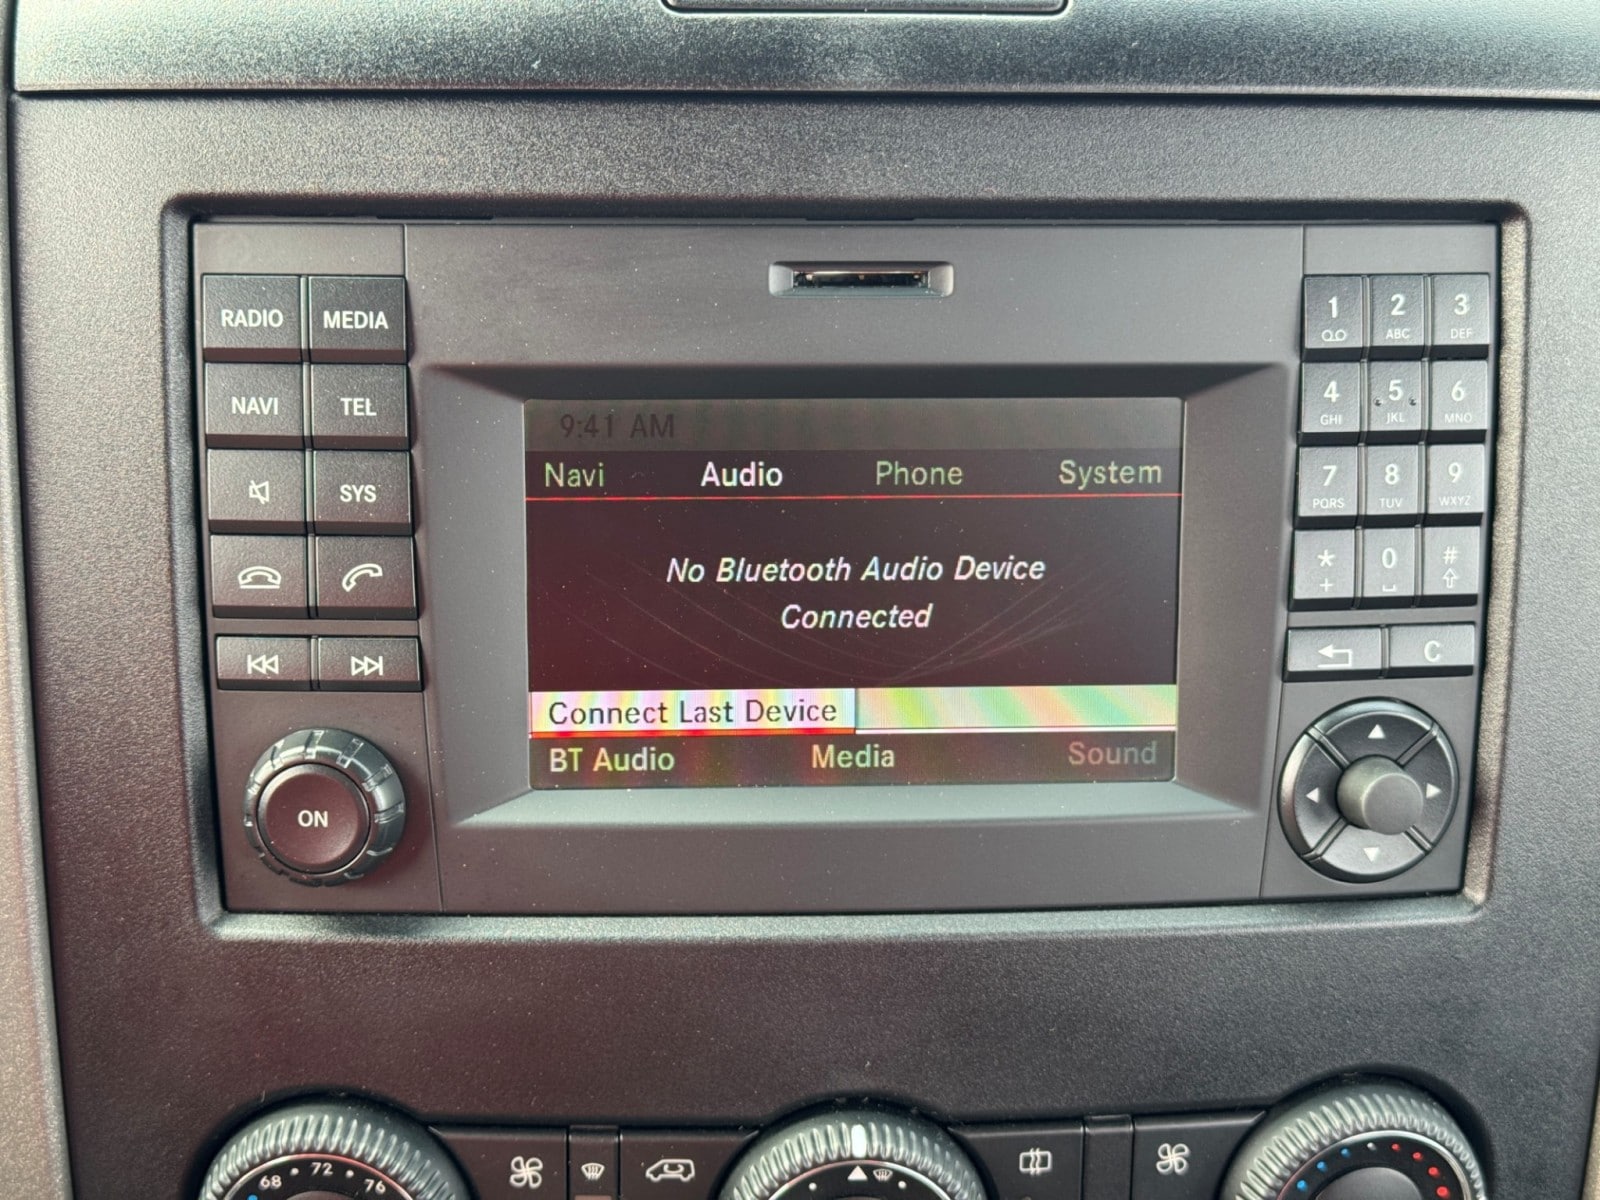 RADIO MEDIA
NAVI TEL
SYS
ON
9:41 AM
Navi Audio Phone System
No Bluetooth Audio Device
Connected
Connect Last Device
BT Audio Media Sound
1 2 ABC 3 DEF
4 GHI 5 JKL 6 MNO
7 PQRS 8 TUV 9 WXYZ
* + 0 #
C
68 72 76